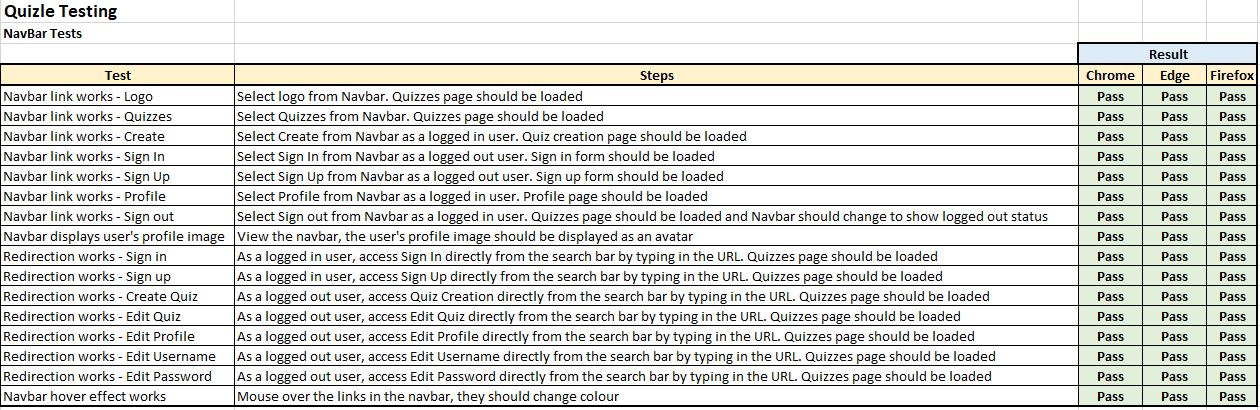 Quizle Testing
NavBar Tests
Result
Test Steps Chrome Edge Firefox
Navbar link works - Logo Select logo from Navbar. Quizzes page should be loaded Pass Pass Pass
Navbar link works - Quizzes Select Quizzes from Navbar. Quizzes page should be loaded Pass Pass Pass
Navbar link works - Create Select Create from Navbar as a logged in user. Quiz creation page should be loaded Pass Pass Pass
Navbar link works - Sign In Select Sign In from Navbar as a logged out user. Sign in form should be loaded Pass Pass Pass
Navbar link works - Sign Up Select Sign Up from Navbar as a logged out user. Sign up form should be loaded Pass Pass Pass
Navbar link works - Profile Select Profile from Navbar as a logged in user. Profile page should be loaded Pass Pass Pass
Navbar link works - Sign out Select Sign out from Navbar as a logged in user. Quizzes page should be loaded and Navbar should change to show logged out status Pass Pass Pass
Navbar displays user's profile image View the navbar, the user's profile image should be displayed as an avatar Pass Pass Pass
Redirection works - Sign in As a logged in user, access Sign In directly from the search bar by typing in the URL. Quizzes page should be loaded Pass Pass Pass
Redirection works - Sign up As a logged in user, access Sign Up directly from the search bar by typing in the URL. Quizzes page should be loaded Pass Pass Pass
Redirection works - Create Quiz As a logged out user, access Quiz Creation directly from the search bar by typing in the URL. Quizzes page should be loaded Pass Pass Pass
Redirection works - Edit Quiz As a logged out user, access Edit Quiz directly from the search bar by typing in the URL. Quizzes page should be loaded Pass Pass Pass
Redirection works - Edit Profile As a logged out user, access Edit Profile directly from the search bar by typing in the URL. Quizzes page should be loaded Pass Pass Pass
Redirection works - Edit Username As a logged out user, access Edit Username directly from the search bar by typing in the URL. Quizzes page should be loaded Pass Pass Pass
Redirection works - Edit Password As a logged out user, access Edit Password directly from the search bar by typing in the URL. Quizzes page should be loaded Pass Pass Pass
Navbar hover effect works Mouse over the links in the navbar, they should change colour Pass Pass Pass